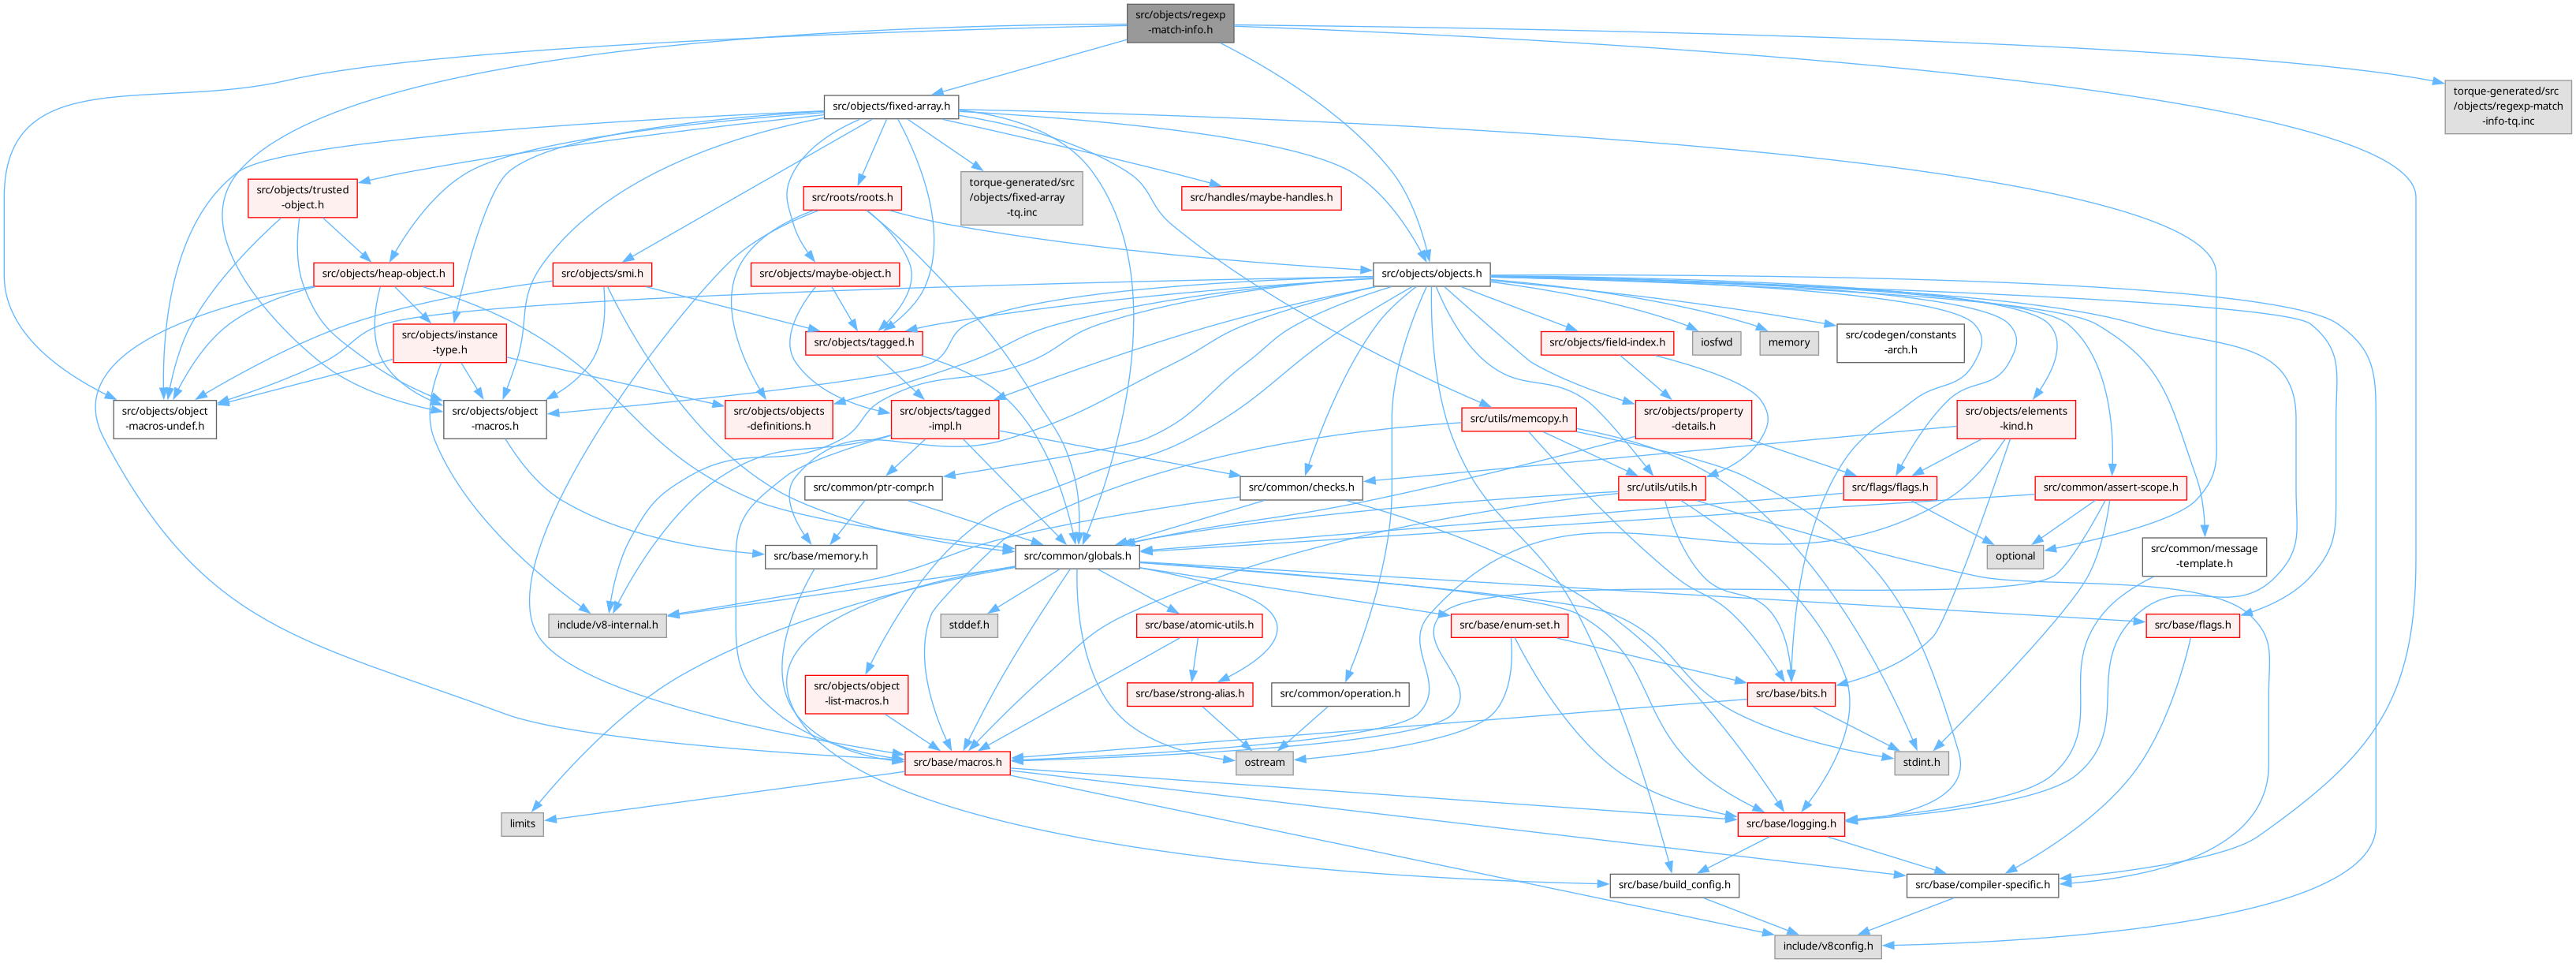 src/objects/regexp
-match-info.h
torque-generated/src
/objects/regexp-match
-info-tq.inc
src/objects/fixed-array.h
src/objects/trusted
-object.h
src/roots/roots.h
torque-generated/src
/objects/fixed-array
-tq.inc
src/handles/maybe-handles.h
src/objects/heap-object.h
src/objects/smi.h
src/objects/maybe-object.h
src/objects/objects.h
src/objects/instance
-type.h
src/objects/tagged.h
src/objects/field-index.h
iosfwd
memory
src/codegen/constants
-arch.h
src/objects/object
-macros-undef.h
src/objects/object
-macros.h
src/objects/objects
-definitions.h
src/objects/tagged
-impl.h
src/utils/memcopy.h
src/objects/property
-details.h
src/objects/elements
-kind.h
src/common/ptr-compr.h
src/common/checks.h
src/utils/utils.h
src/flags/flags.h
src/common/assert-scope.h
src/base/memory.h
src/common/globals.h
optional
src/common/message
-template.h
include/v8-internal.h
stddef.h
src/base/atomic-utils.h
src/base/enum-set.h
src/base/flags.h
src/objects/object
-list-macros.h
src/base/strong-alias.h
src/common/operation.h
src/base/bits.h
src/base/macros.h
ostream
stdint.h
limits
src/base/logging.h
src/base/build_config.h
src/base/compiler-specific.h
include/v8config.h